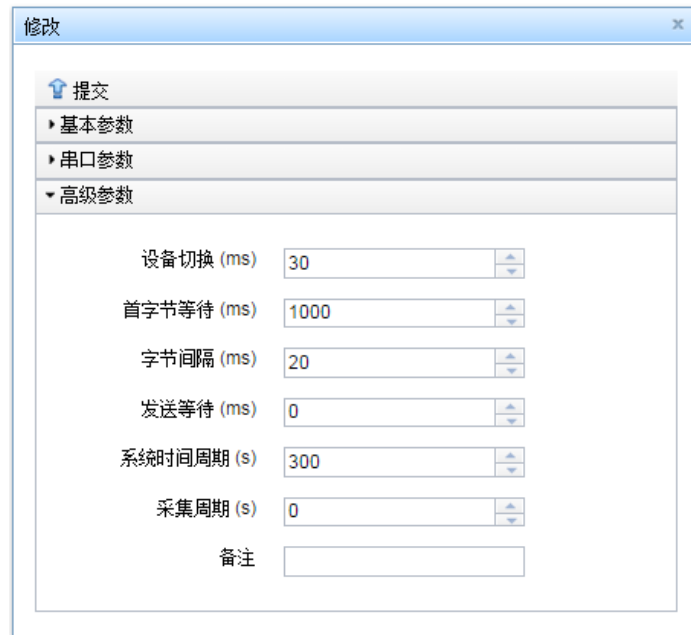 修改
提交
基本参数
串口参数
高级参数
设备切换 (ms) 30
首字节等待 (ms) 1000
字节间隔 (ms) 20
发送等待 (ms) 0
系统时间周期 (s) 300
采集周期 (s) 0
备注